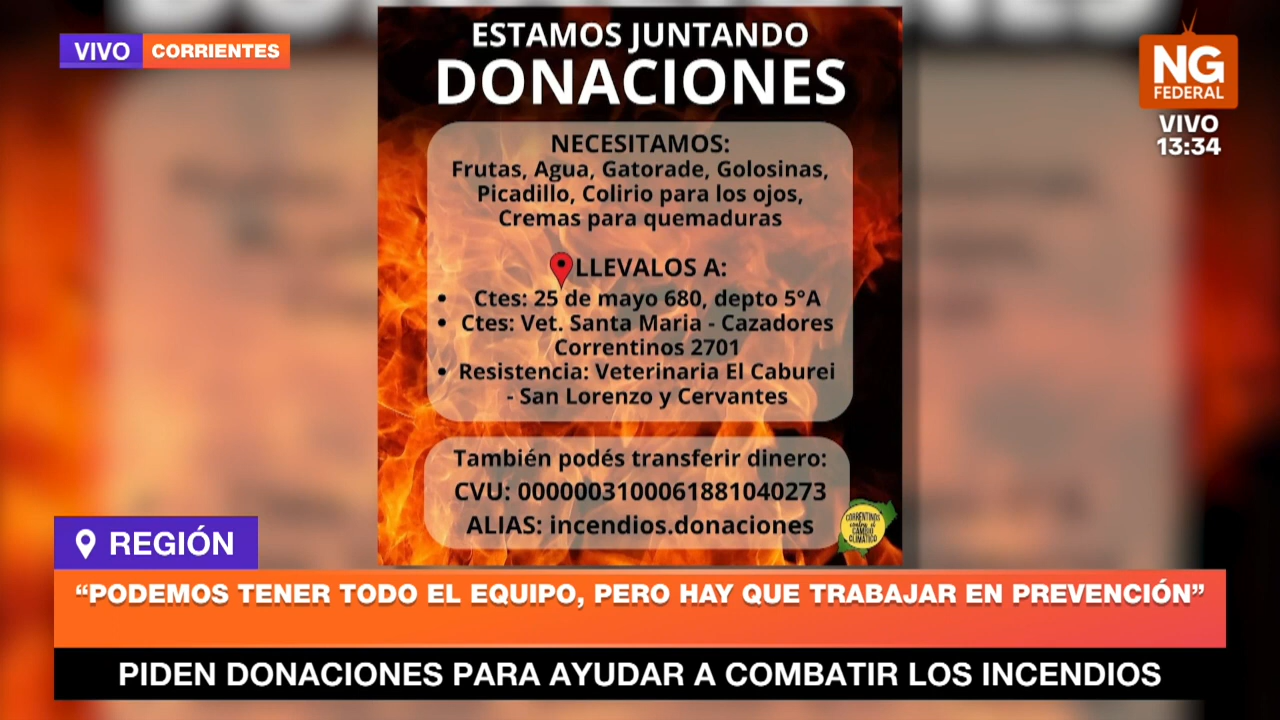 VIVO CORRIENTES
NG
FEDERAL
VIVO
13:34
ESTAMOS JUNTANDO
DONACIONES
NECESITAMOS:
Frutas, Agua, Gatorade, Golosinas,
Picadillo, Colirio para los ojos,
Cremas para quemaduras
LLEVALOS A:
• Ctes: 25 de mayo 680, depto 5°A
• Ctes: Vet. Santa Maria - Cazadores
Correntinos 2701
• Resistencia: Veterinaria El Caburei
- San Lorenzo y Cervantes
También podés transferir dinero:
CVU: 0000003100061881040273
ALIAS: incendios.donaciones
CORRENTINOS
contra el
CAMBIO
CLIMÁTICO
REGIÓN
“PODEMOS TENER TODO EL EQUIPO, PERO HAY QUE TRABAJAR EN PREVENCIÓN”
PIDEN DONACIONES PARA AYUDAR A COMBATIR LOS INCENDIOS